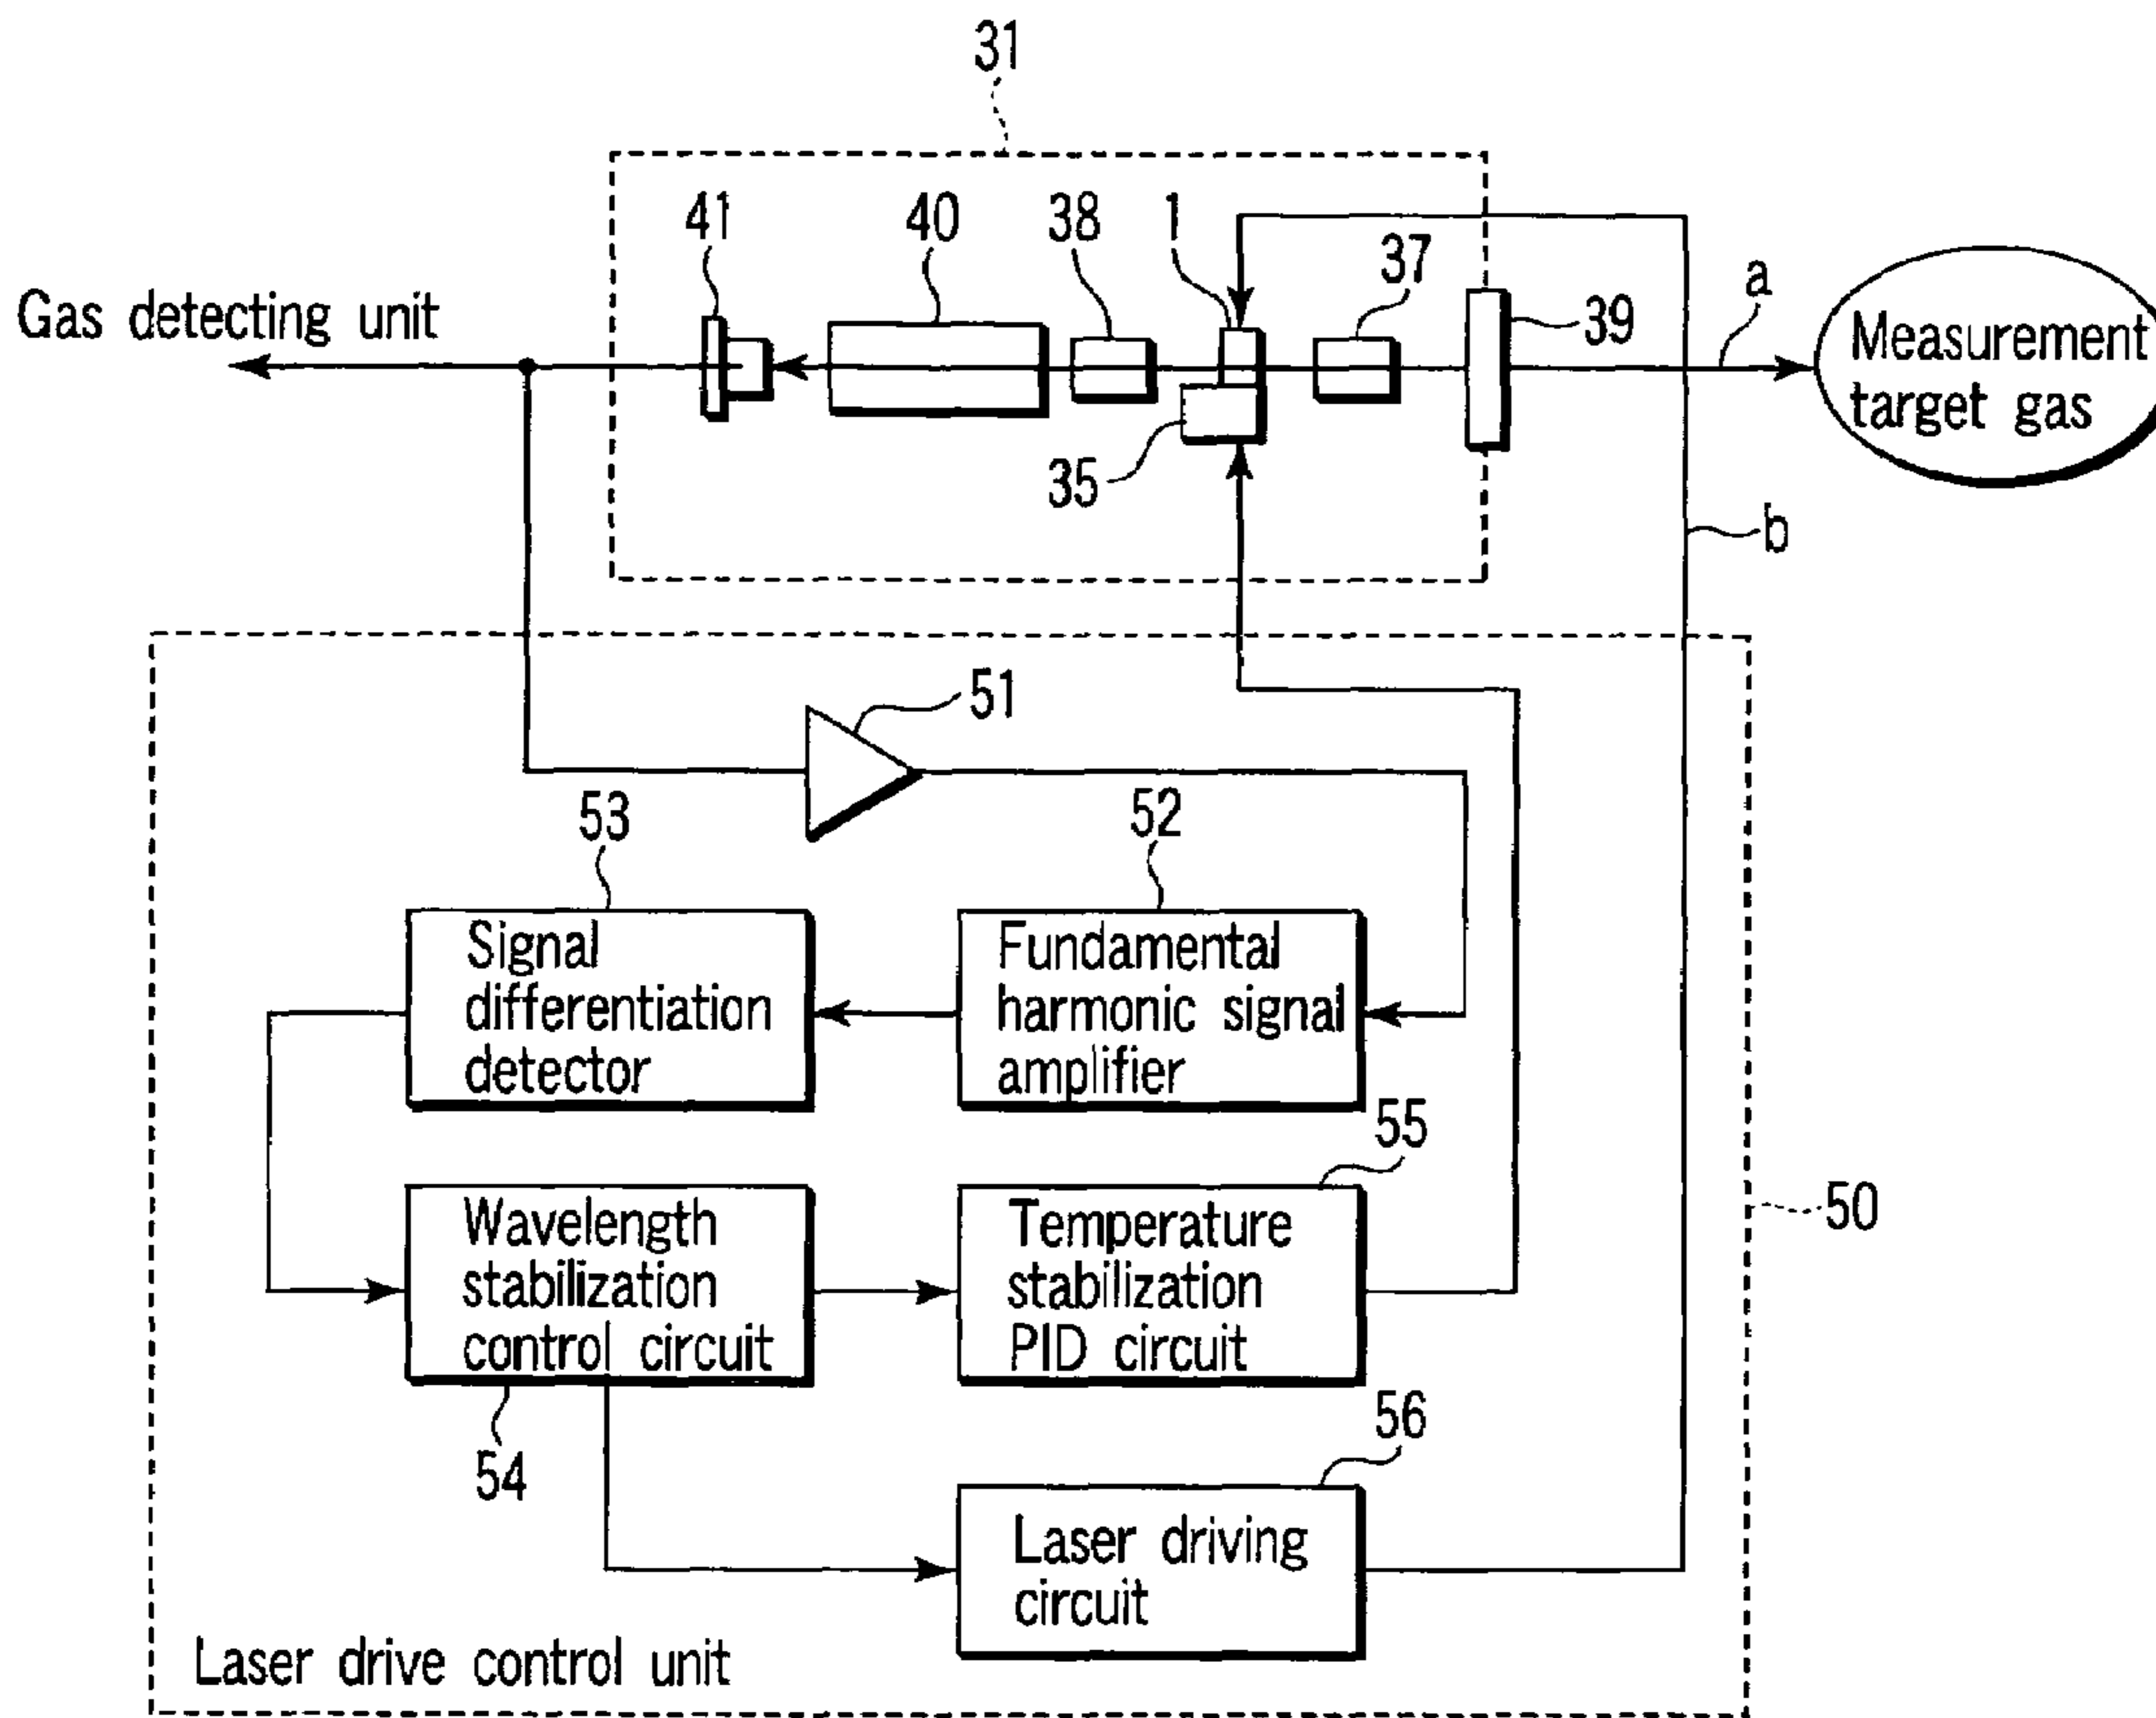 31
41
40
38
1
37
39
a
Gas detecting unit
Measurement
target gas
35
b
51
53
52
Signal
differentiation
detector
Fundamental
harmonic signal
amplifier
55
Wavelength
stabilization
control circuit
Temperature
stabilization
PID circuit
50
54
56
Laser driving
circuit
Laser drive control unit